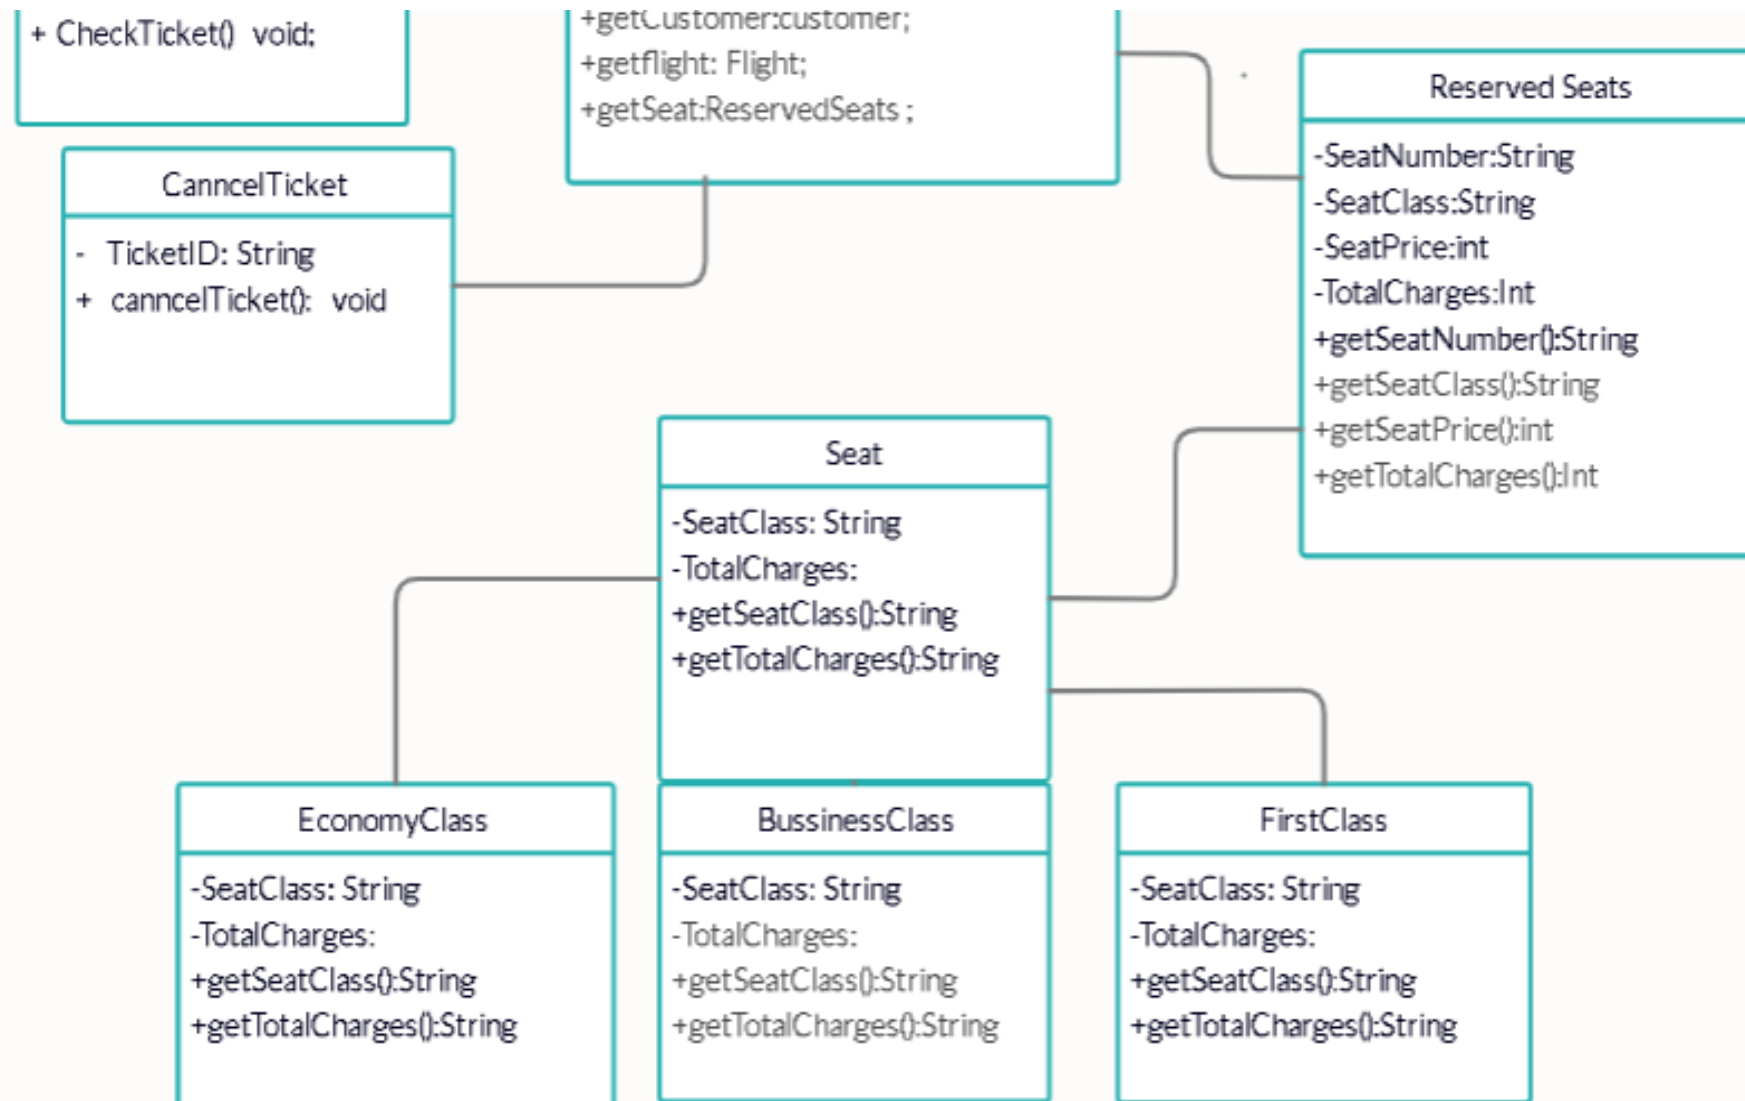 + CheckTicket()  void;
+getCustomer:customer;
+getflight: Flight;
+getSeat:ReservedSeats ;
CanncelTicket
-  TicketID: String
+  canncelTicket():  void
Reserved Seats
-SeatNumber:String
-SeatClass:String
-SeatPrice:int
-TotalCharges:Int
+getSeatNumber():String
+getSeatClass():String
+getSeatPrice():int
+getTotalCharges():Int
Seat
-SeatClass: String
-TotalCharges:
+getSeatClass():String
+getTotalCharges():String
EconomyClass
-SeatClass: String
-TotalCharges:
+getSeatClass():String
+getTotalCharges():String
BussinessClass
-SeatClass: String
-TotalCharges:
+getSeatClass():String
+getTotalCharges():String
FirstClass
-SeatClass: String
-TotalCharges:
+getSeatClass():String
+getTotalCharges():String